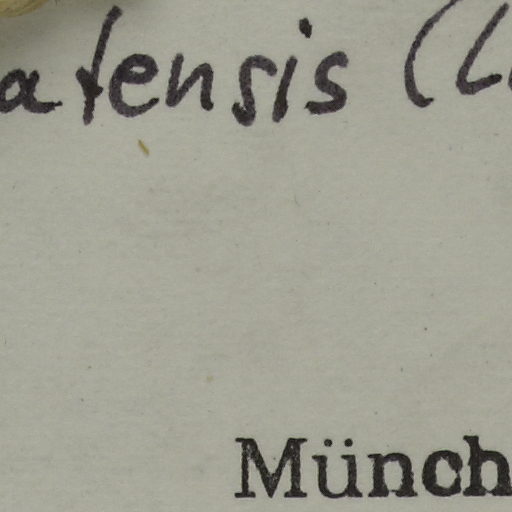 atensis (L
Münch